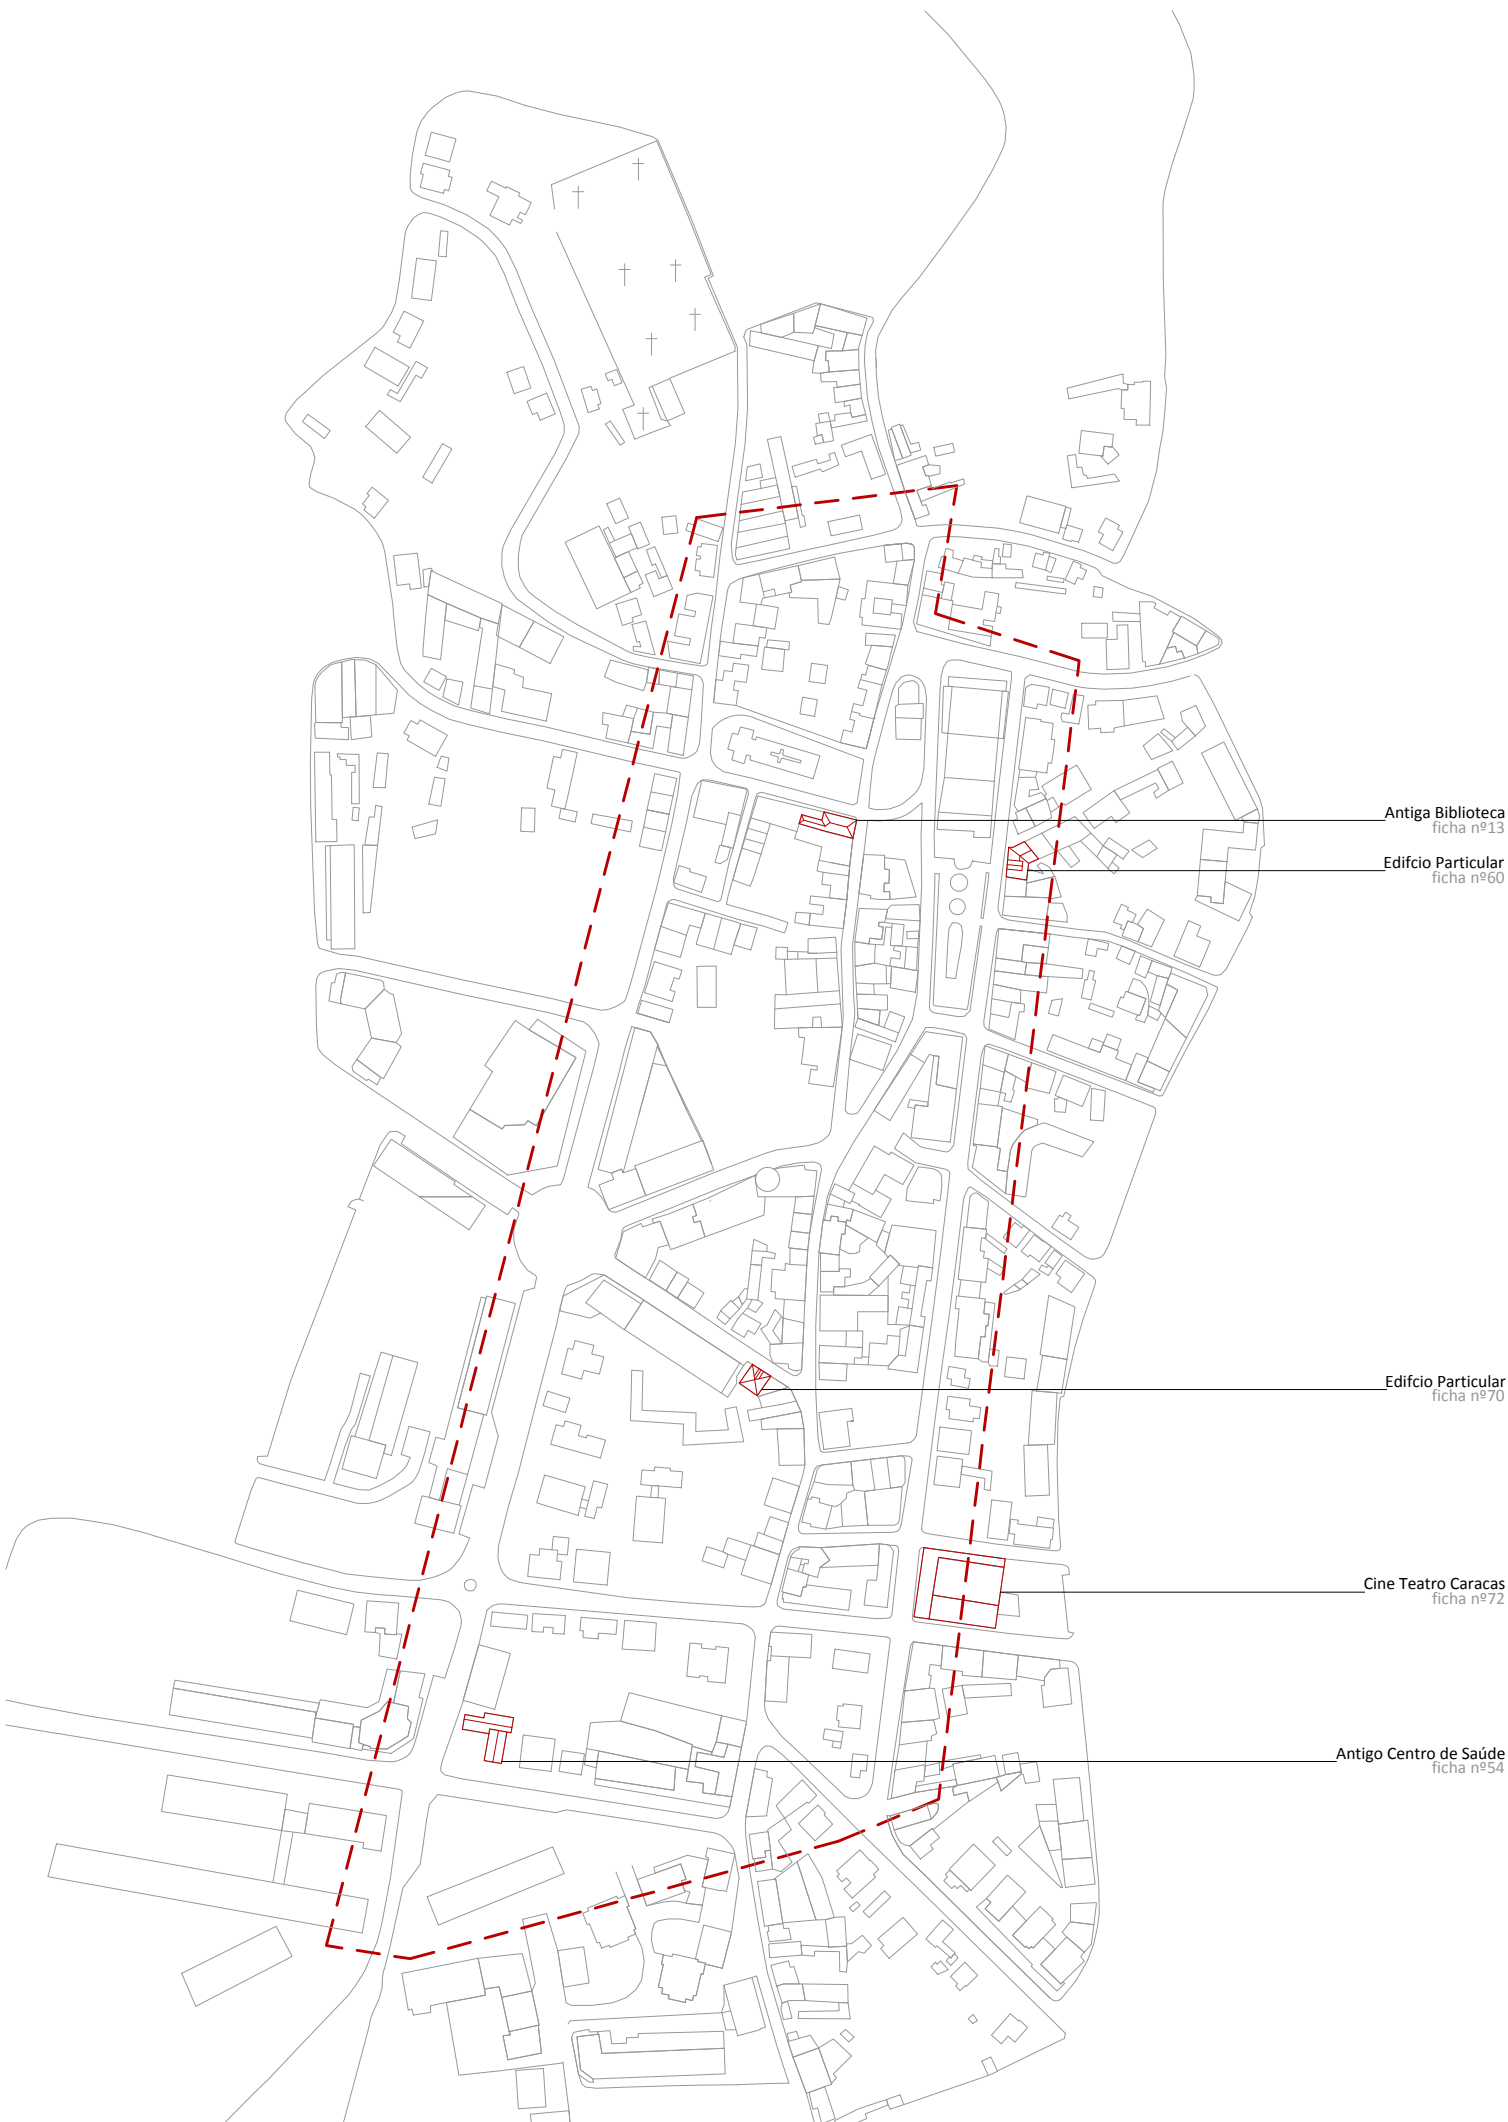 Antiga Biblioteca
ficha nº13
Edifcio Particular
ficha nº60
Edifcio Particular
ficha nº70
Cine Teatro Caracas
ficha nº72
Antigo Centro de Saúde
ficha nº54